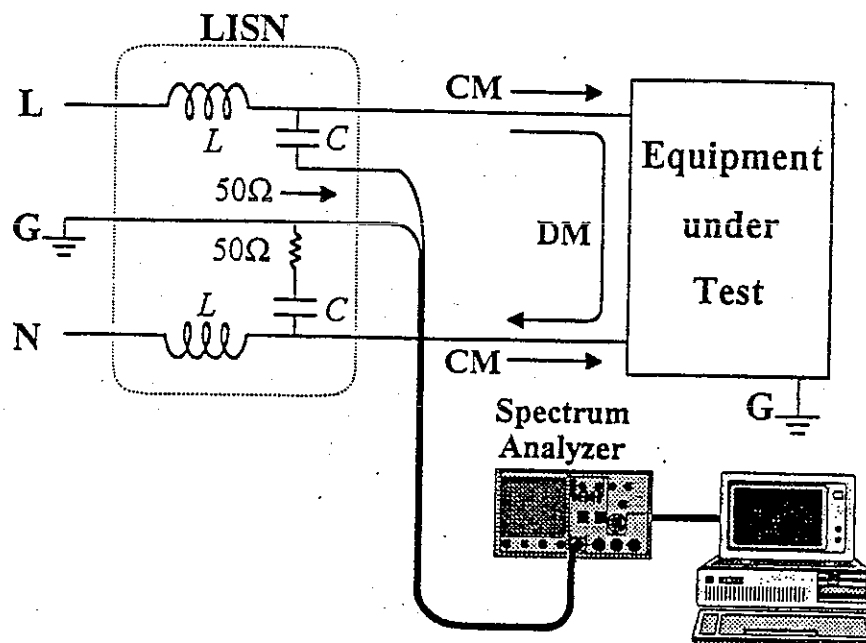 LISN
L
L
C
CM
50Ω
G
50Ω
L
C
N
DM
CM
Equipment
under
Test
G
Spectrum
Analyzer